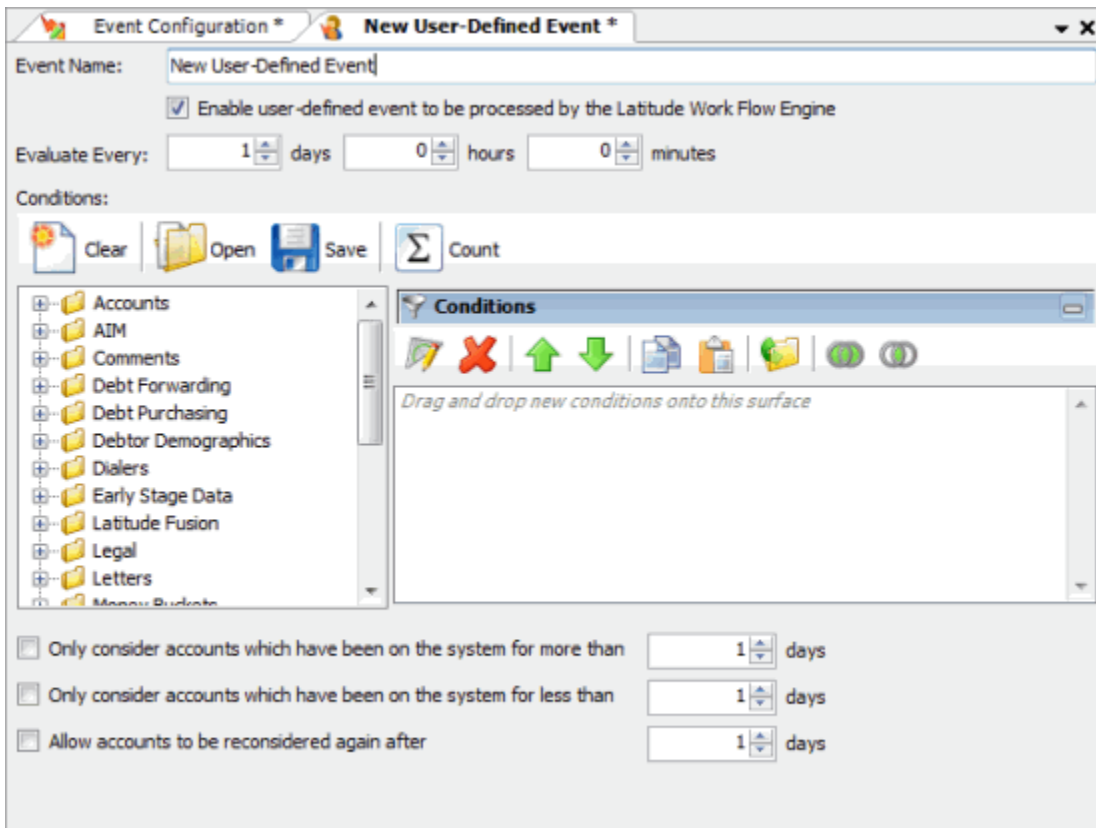 Event Configuration * New User-Defined Event *
Event Name: New User-Defined Event
Enable user-defined event to be processed by the Latitude Work Flow Engine
Evaluate Every: 1 days 0 hours 0 minutes
Conditions:
Clear Open Save Σ Count
Accounts
AIM
Comments
Debt Forwarding
Debt Purchasing
Debtor Demographics
Dialers
Early Stage Data
Latitude Fusion
Legal
Letters
Money Buckets
Conditions
Drag and drop new conditions onto this surface
Only consider accounts which have been on the system for more than 1 days
Only consider accounts which have been on the system for less than 1 days
Allow accounts to be reconsidered again after 1 days